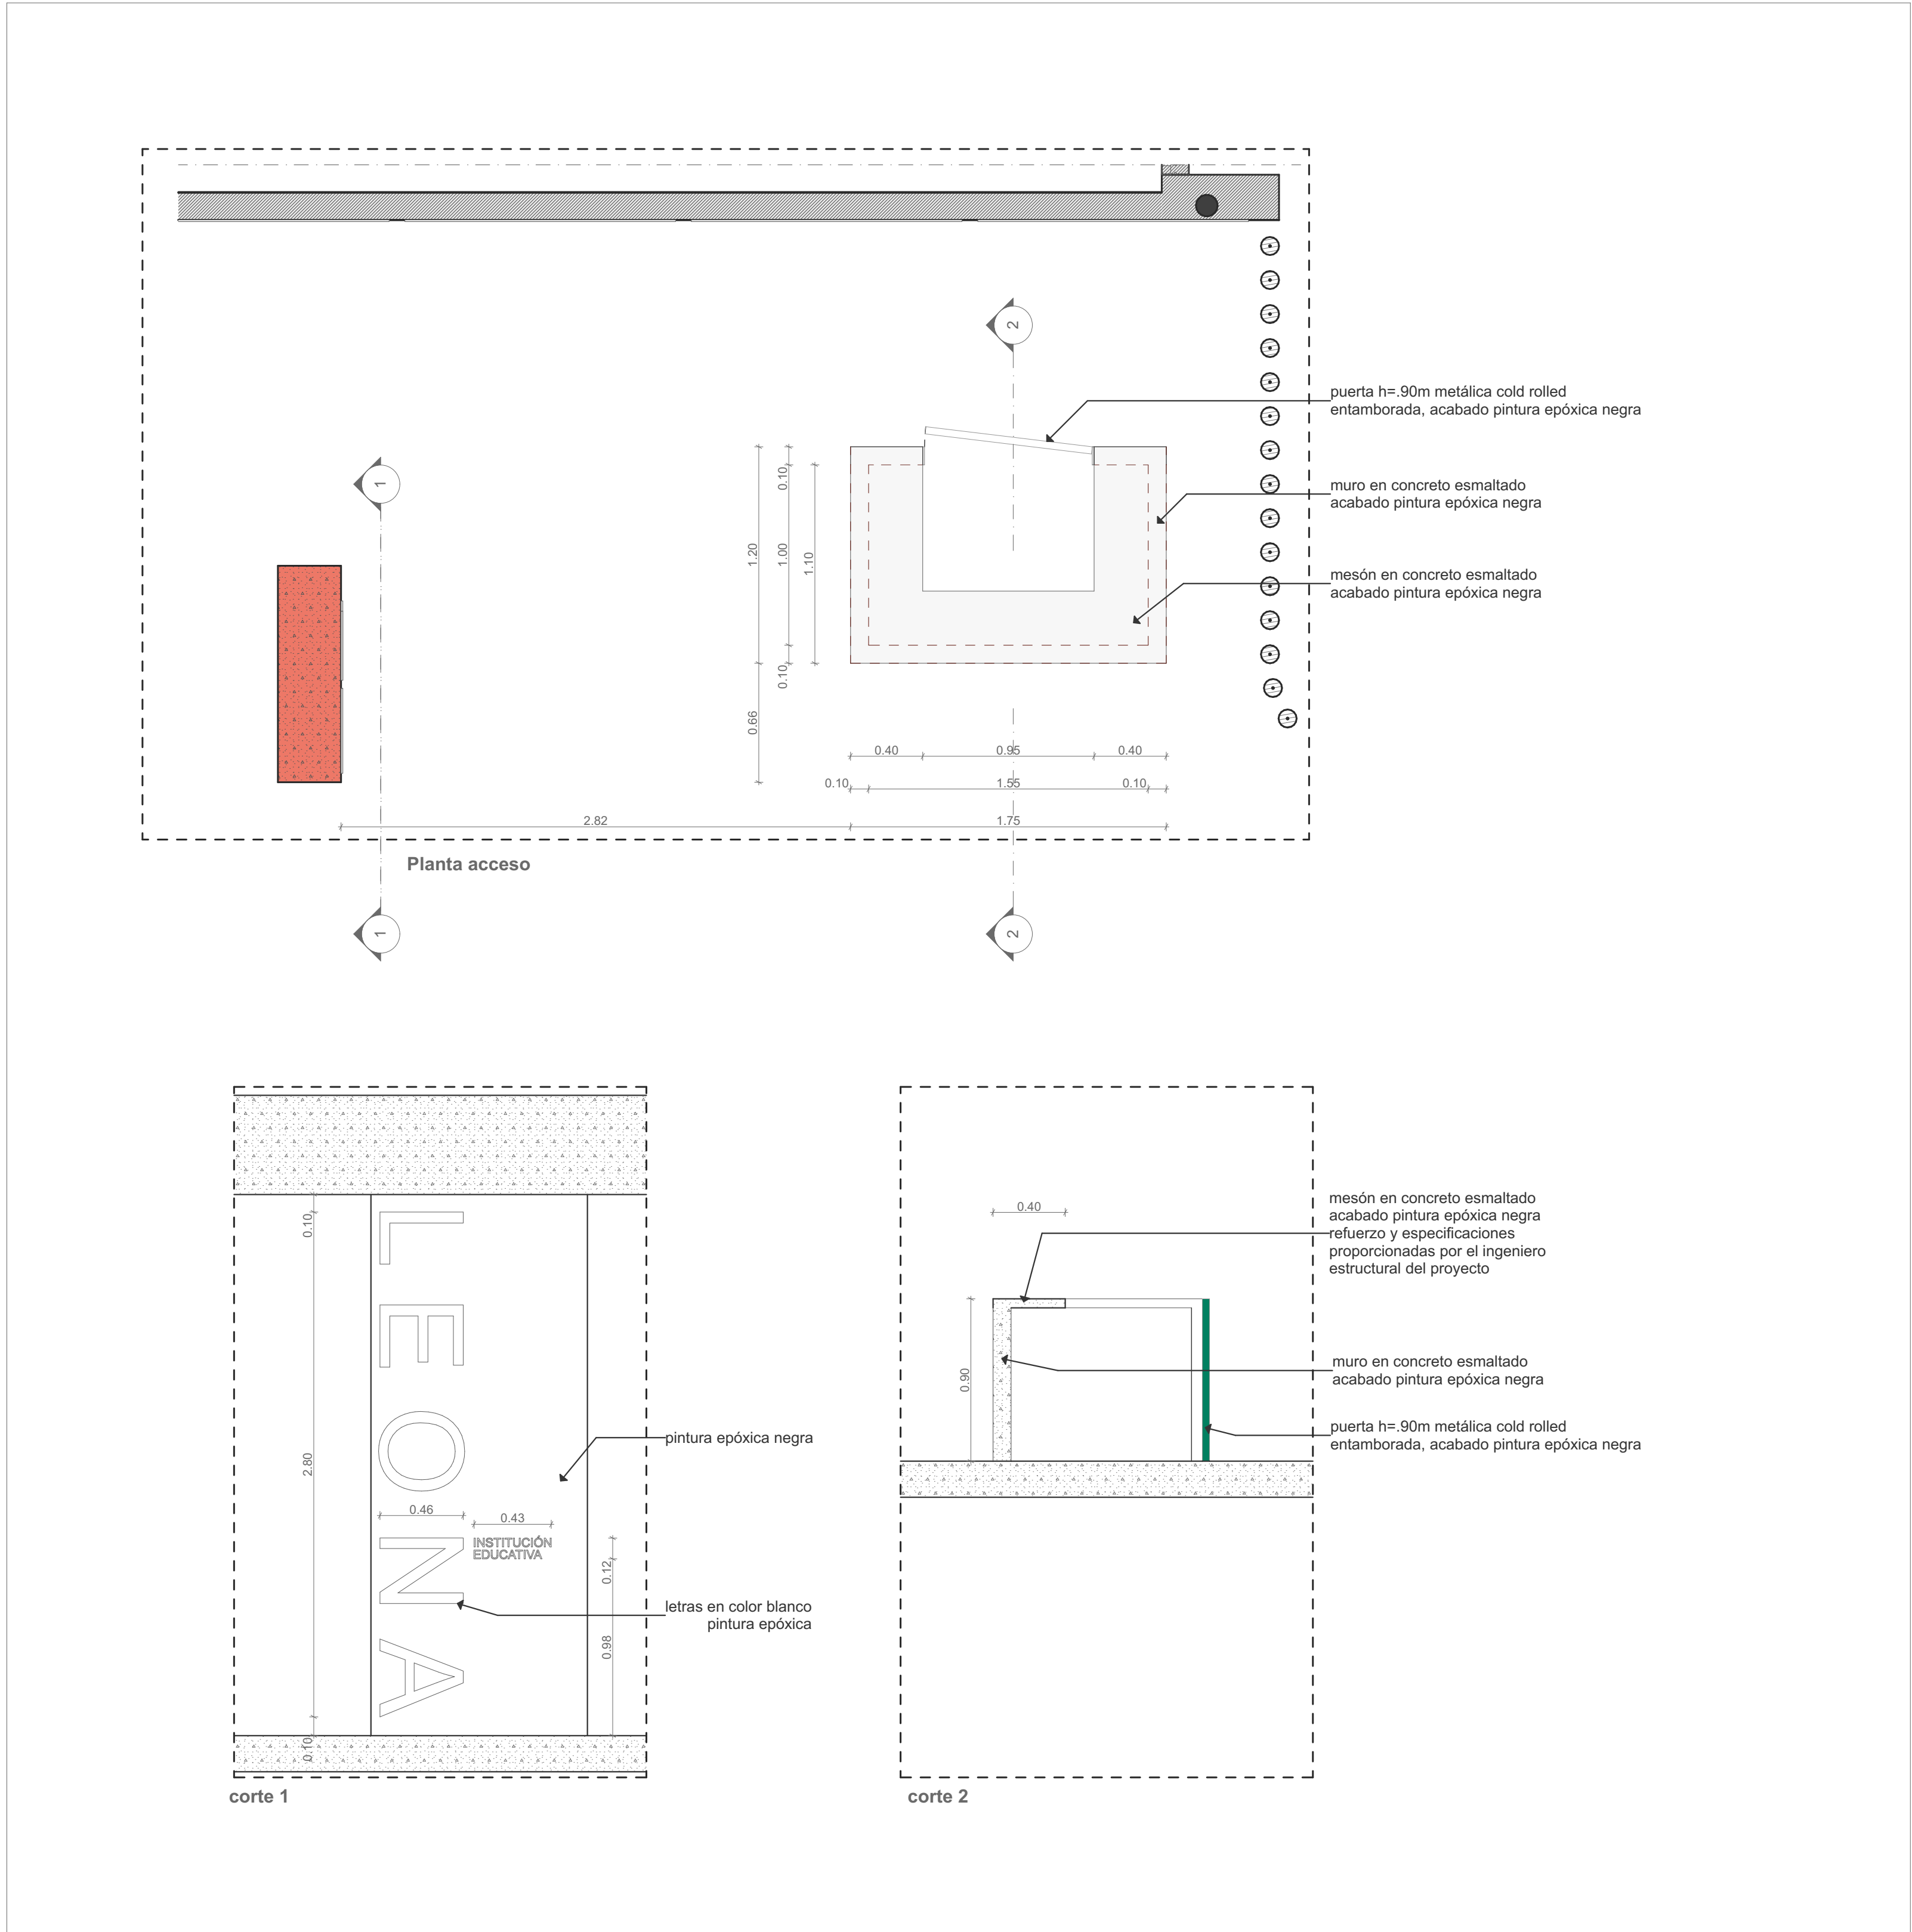 2
puerta h=.90m metálica cold rolled
entamborada, acabado pintura epóxica negra
1
0.10
muro en concreto esmaltado
acabado pintura epóxica negra
1.20
1.00
1.10
mesón en concreto esmaltado
acabado pintura epóxica negra
0.10
0.66
0.40
0.95
0.40
0.10
1.55
0.10
2.82
1.75
Planta acceso
1
2
0.10
2.80
0.10
L
E
O
N
A
0.46
0.43
INSTITUCIÓN
EDUCATIVA
0.12
0.98
pintura epóxica negra
letras en color blanco
pintura epóxica
corte 1
0.40
0.90
mesón en concreto esmaltado
acabado pintura epóxica negra
refuerzo y especificaciones
proporcionadas por el ingeniero
estructural del proyecto
muro en concreto esmaltado
acabado pintura epóxica negra
puerta h=.90m metálica cold rolled
entamborada, acabado pintura epóxica negra
corte 2